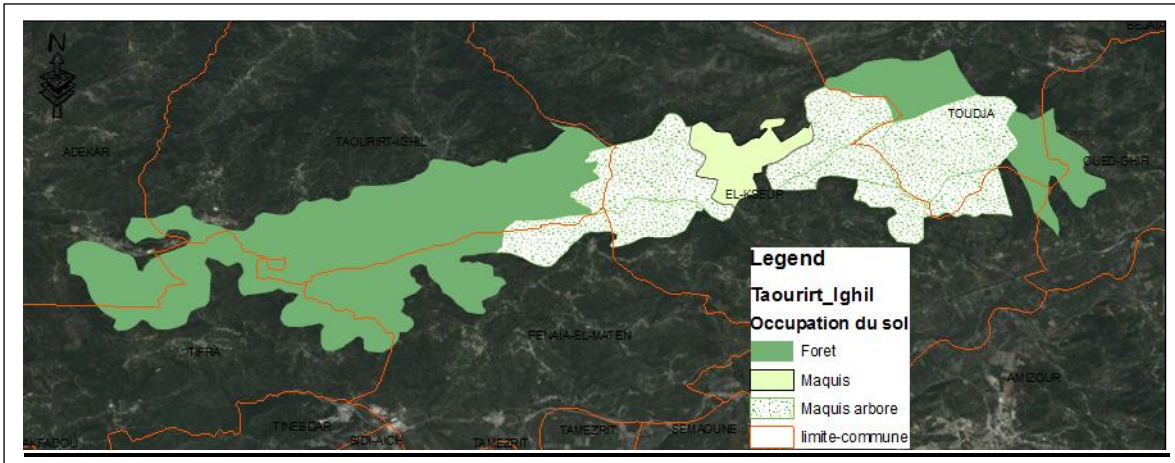 N
BEJAIA
TOUDJA
TAOURIRT-IGHIL
ADEKAR
OUED-GHIR
EL-KSEUR
Legend
Taourirt_Ighil
Occupation du sol
Foret
Maquis
Maquis arbore
limite-commune
FENAIA-EL-MATEN
TIFRA
AMIZOUR
TINEBDAR
SIDI-AICH
TAMEZRIT
TAMEZRIT
SEMAOUNE
AKFADOU